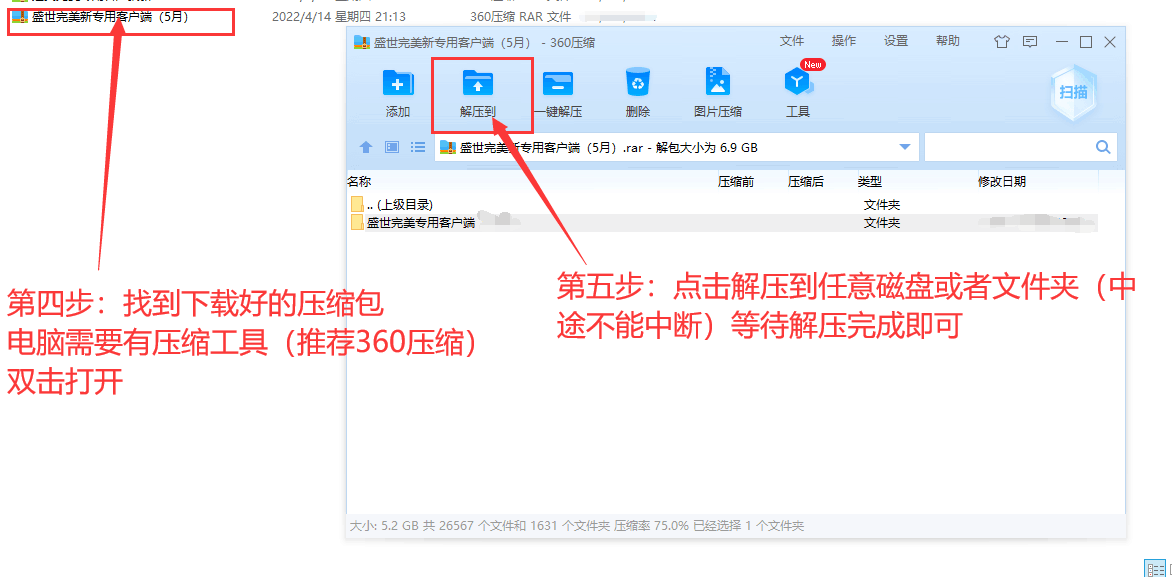 盛世完美新专用客户端（5月）
2022/4/14 星期四 21:13
360压缩 RAR 文件
盛世完美新专用客户端（5月） - 360压缩
文件 操作 设置 帮助
New
添加 解压到 一键解压 删除 图片压缩 工具
扫描
盛世完美新专用客户端（5月）.rar - 解包大小为 6.9 GB
名称 压缩前 压缩后 类型 修改日期
.. (上级目录) 文件夹
盛世完美专用客户端 文件夹
第四步：找到下载好的压缩包
电脑需要有压缩工具（推荐360压缩）
双击打开
第五步：点击解压到任意磁盘或者文件夹（中
途不能中断）等待解压完成即可
大小: 5.2 GB 共 26567 个文件和 1631 个文件夹 压缩率 75.0% 已经选择 1 个文件夹